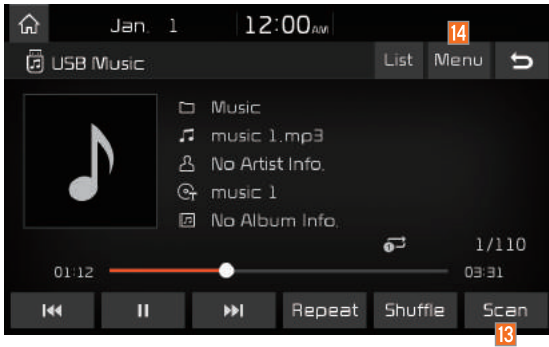 Jan. 1 12:00AM
14
USB Music List Menu
Music
music 1.mp3
No Artist Info.
music 1
No Album Info.
1 1/110
01:12 03:31
Repeat Shuffle Scan
13